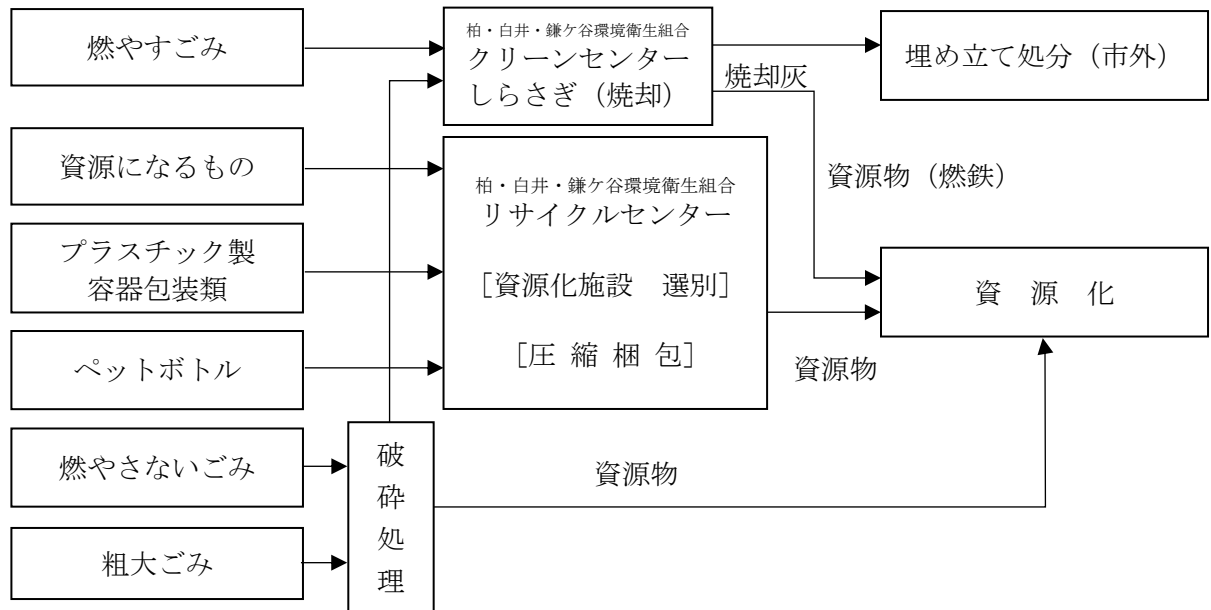 燃やすごみ
柏・白井・鎌ケ谷環境衛生組合
クリーンセンター
しらさぎ（焼却）
焼却灰
埋め立て処分（市外）
資源になるもの
プラスチック製
容器包装類
ペットボトル
柏・白井・鎌ケ谷環境衛生組合
リサイクルセンター
［資源化施設　選別］
［圧 縮 梱 包］
資源物（燃鉄）
資　源　化
資源物
燃やさないごみ
粗大ごみ
破砕処理
資源物